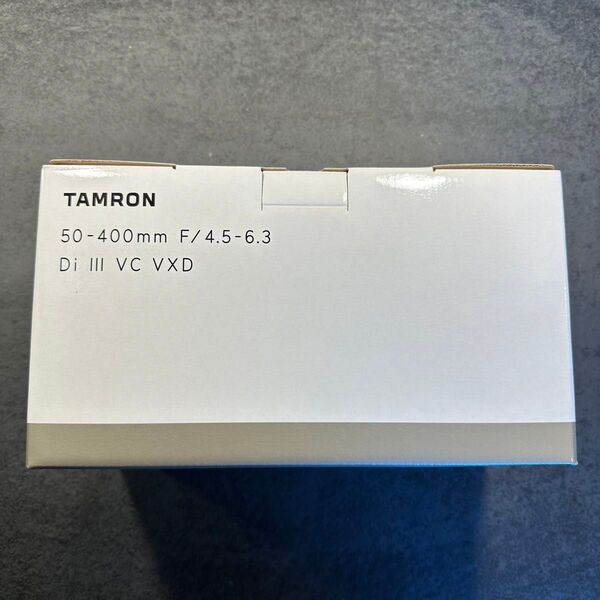 TAMRON
50-400mm F/4.5-6.3
Di III VC VXD